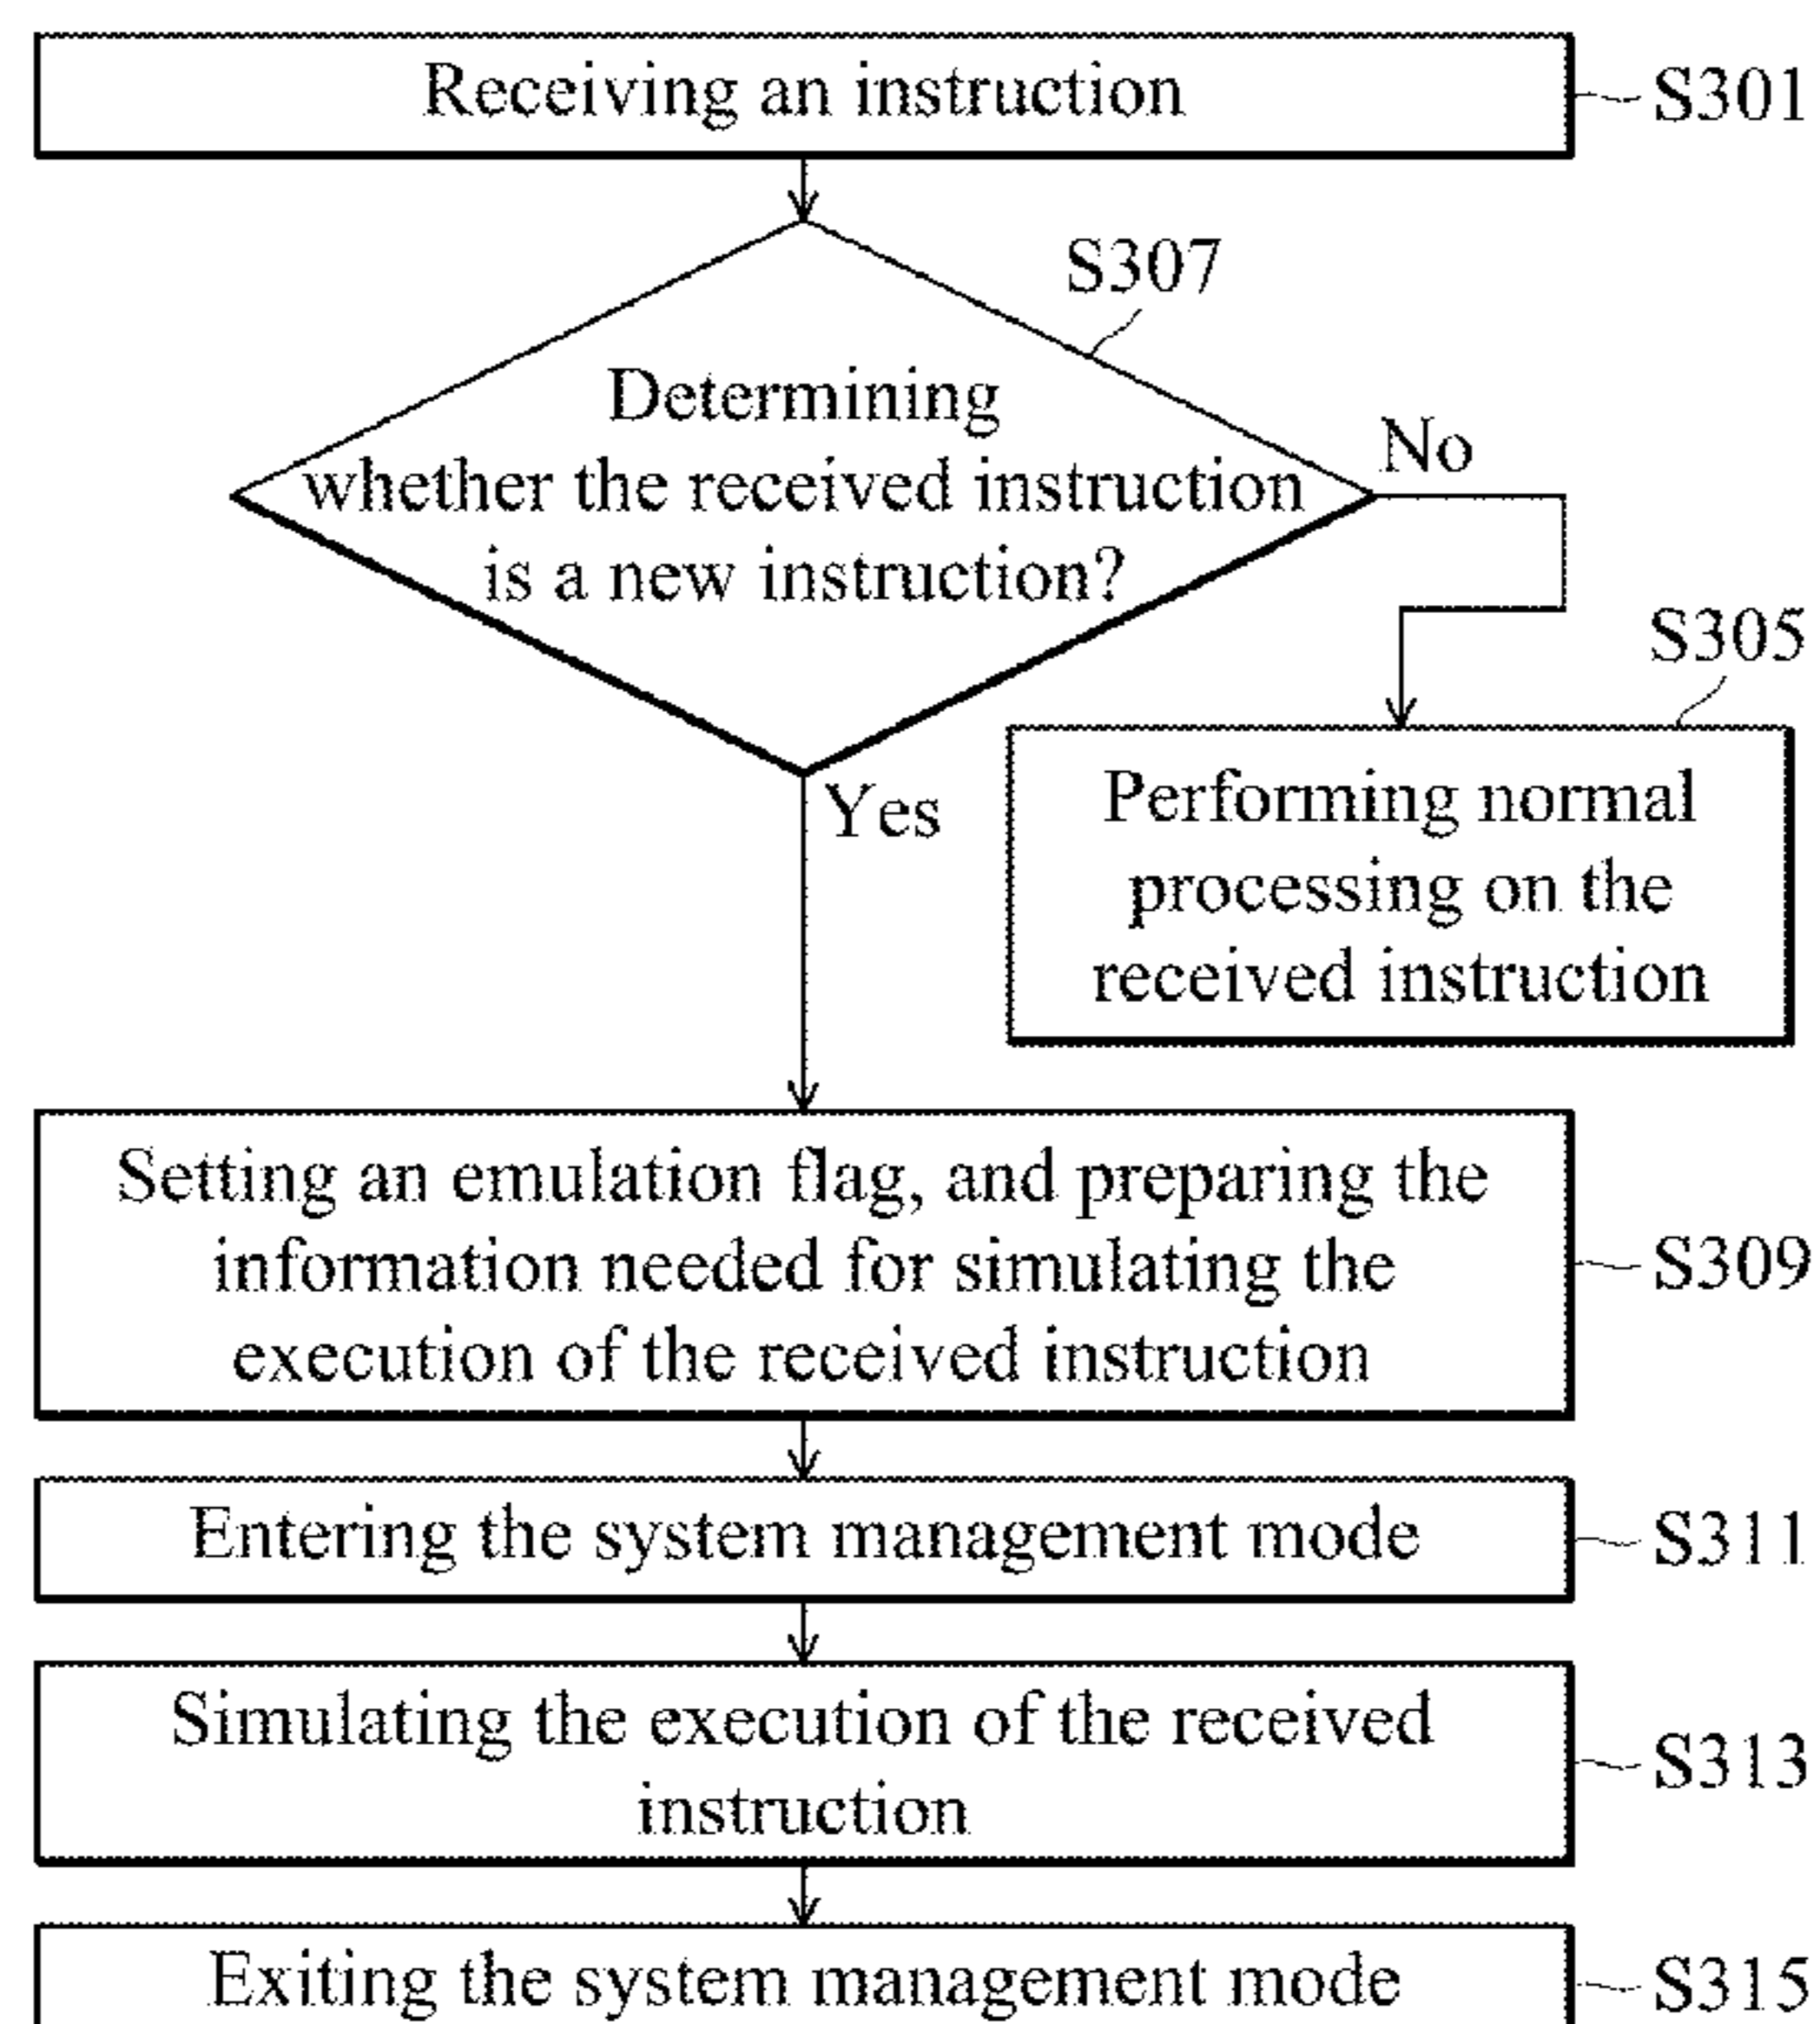 Receiving an instruction
S301
S307
Determining
whether the received instruction
is a new instruction?
No
S305
Performing normal
processing on the
received instruction
Yes
Setting an emulation flag, and preparing the
information needed for simulating the
execution of the received instruction
S309
Entering the system management mode
S311
Simulating the execution of the received
instruction
S313
Exiting the system management mode
S315